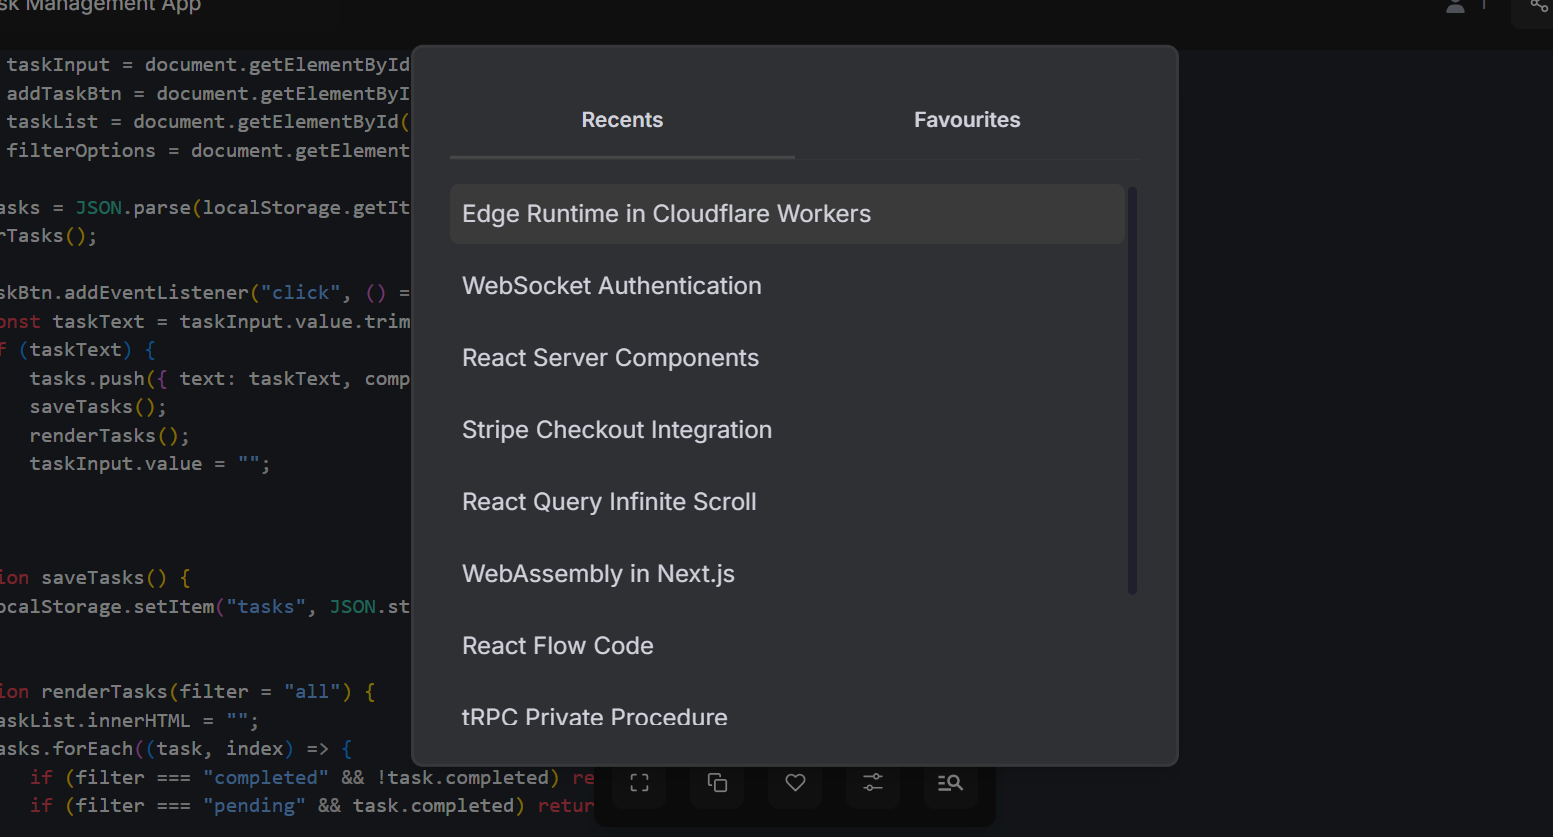 sk Management App
1
taskInput = document.getElementById
addTaskBtn = document.getElementByI
taskList = document.getElementById(
filterOptions = document.getElement
asks = JSON.parse(localStorage.getIt
rTasks();
skBtn.addEventListener("click", () =
onst taskText = taskInput.value.trim
f (taskText) {
tasks.push({ text: taskText, comp
saveTasks();
renderTasks();
taskInput.value = "";
ion saveTasks() {
ocalStorage.setItem("tasks", JSON.st
ion renderTasks(filter = "all") {
askList.innerHTML = "";
asks.forEach((task, index) => {
if (filter === "completed" && !task.completed) re
if (filter === "pending" && task.completed) retur
Recents
Favourites
Edge Runtime in Cloudflare Workers
WebSocket Authentication
React Server Components
Stripe Checkout Integration
React Query Infinite Scroll
WebAssembly in Next.js
React Flow Code
tRPC Private Procedure